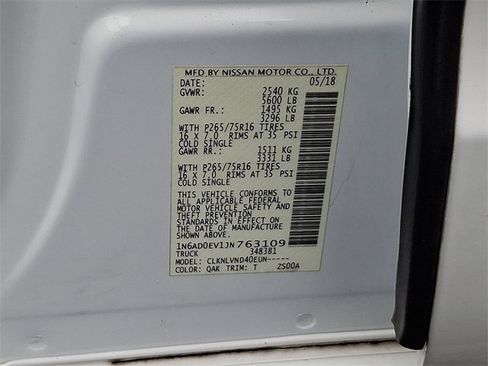 MFD BY NISSAN MOTOR CO., LTD.
DATE: 05/18
GVWR: 2540 KG
5600 LB
GAWR FR.: 1495 KG
3296 LB
WITH P265/75R16 TIRES
16 X 7.0 RIMS AT 35 PSI
COLD SINGLE
GAWR RR.: 1511 KG
3331 LB
WITH P265/75R16 TIRES
16 X 7.0 RIMS AT 35 PSI
COLD SINGLE
THIS VEHICLE CONFORMS TO
ALL APPLICABLE FEDERAL
MOTOR VEHICLE SAFETY
STANDARDS IN EFFECT ON
THE DATE OF MANUFACTURE
SHOWN ABOVE.
1N6AD0EV1JN763109
TRUCK 348381
MODEL: CLKNLVND40EUN-----
COLOR: QAK TRIM: T ZS00A